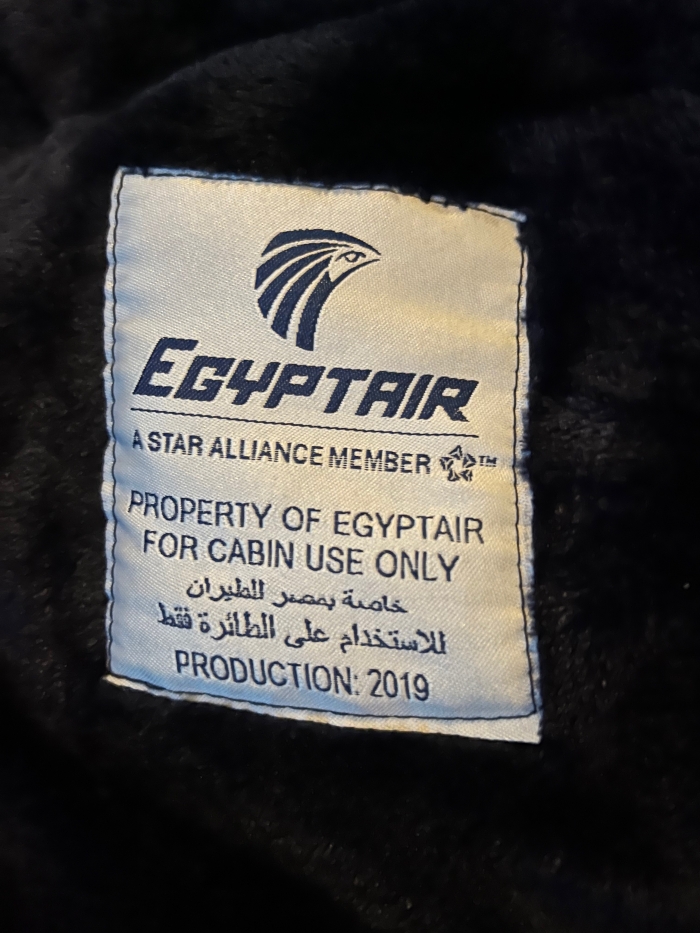 EGYPTAIR
A STAR ALLIANCE MEMBER ™
PROPERTY OF EGYPTAIR
FOR CABIN USE ONLY
خاصة بمصر للطيران
للاستخدام على الطائرة فقط
PRODUCTION: 2019